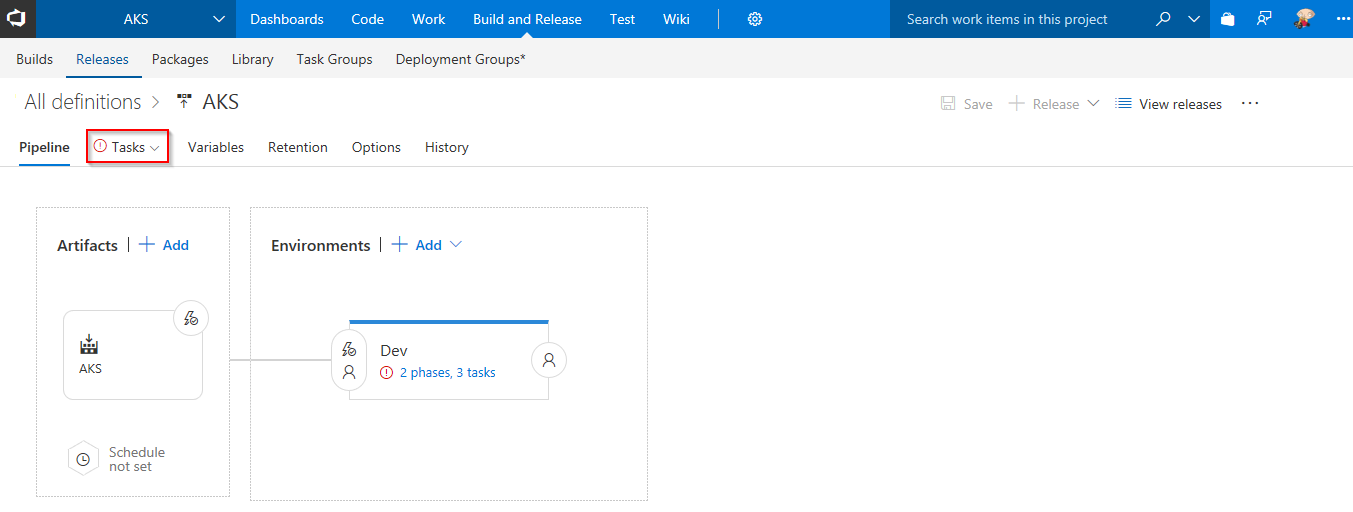 AKS Dashboards Code Work Build and Release Test Wiki Search work items in this project
Builds Releases Packages Library Task Groups Deployment Groups*
All definitions > AKS Save Release View releases ...
Pipeline Tasks Variables Retention Options History
Artifacts | + Add
Environments | + Add
AKS
Schedule
not set
Dev
2 phases, 3 tasks